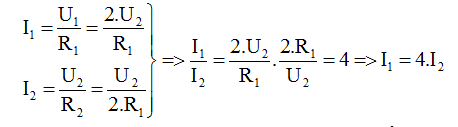 I₁ = U₁/R₁ = 2.U₂/R₁
I₂ = U₂/R₂ = U₂/2.R₁
} => I₁/I₂ = 2.U₂/R₁ . 2.R₁/U₂ = 4 => I₁ = 4.I₂